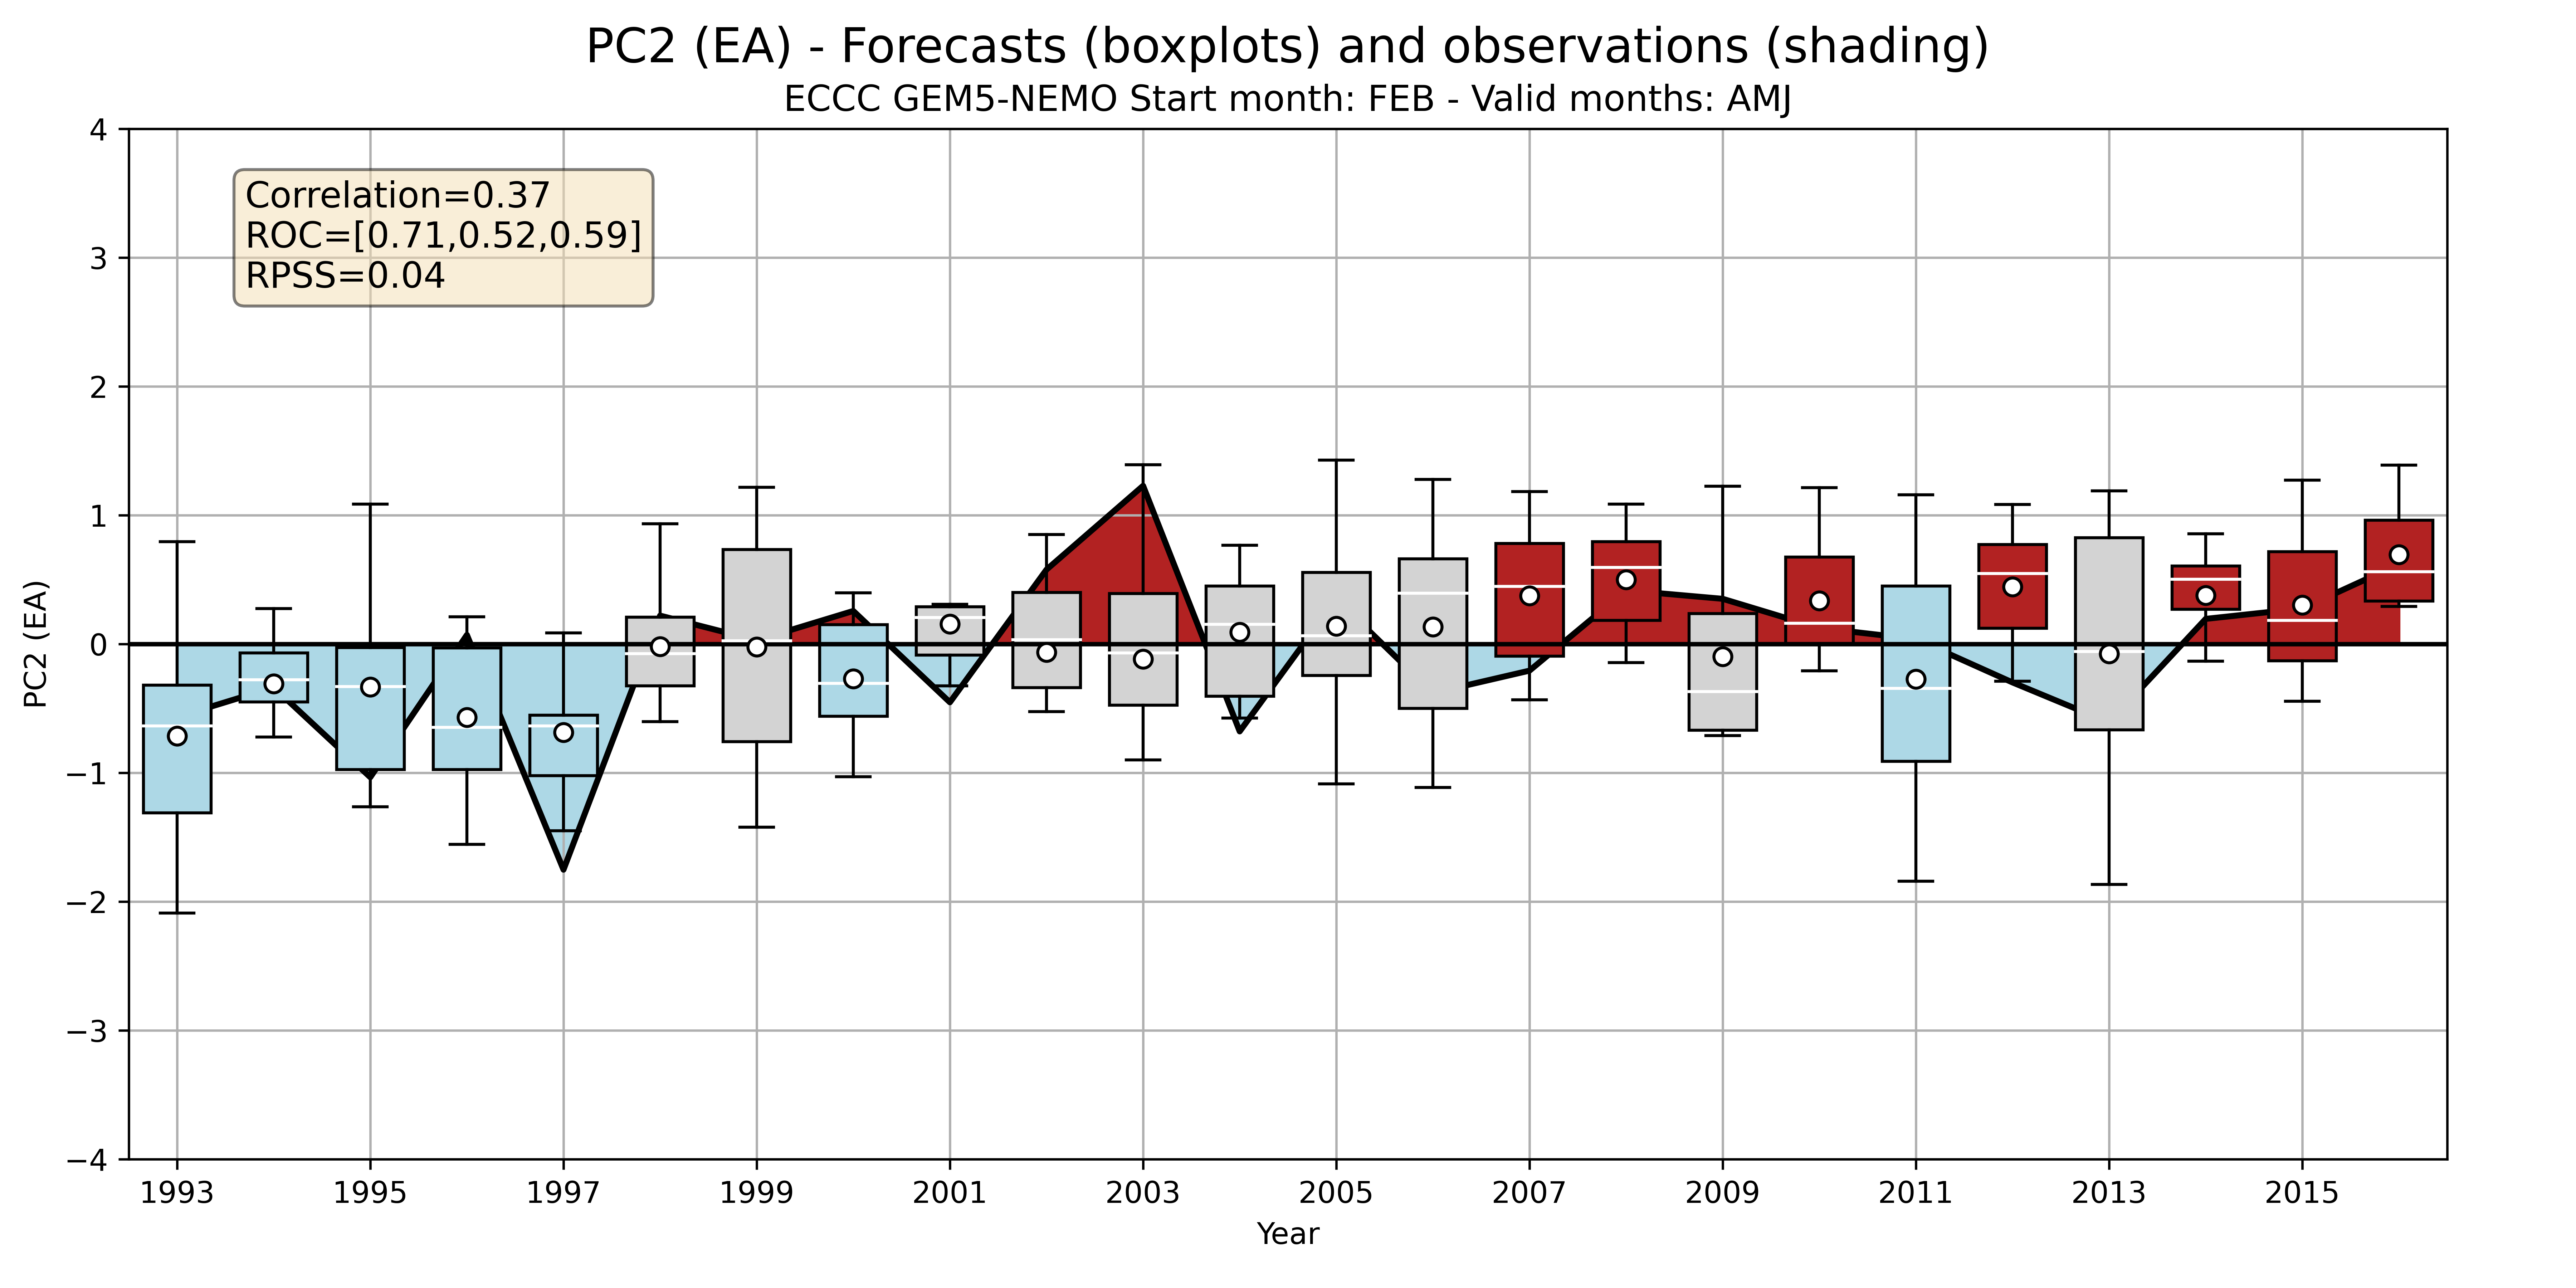 PC2 (EA) - Forecasts (boxplots) and observations (shading)
ECCC GEM5-NEMO Start month: FEB - Valid months: AMJ
Correlation=0.37
ROC=[0.71,0.52,0.59]
RPSS=0.04
PC2 (EA)
4
3
2
1
0
−1
−2
−3
−4
1993 1995 1997 1999 2001 2003 2005 2007 2009 2011 2013 2015
Year